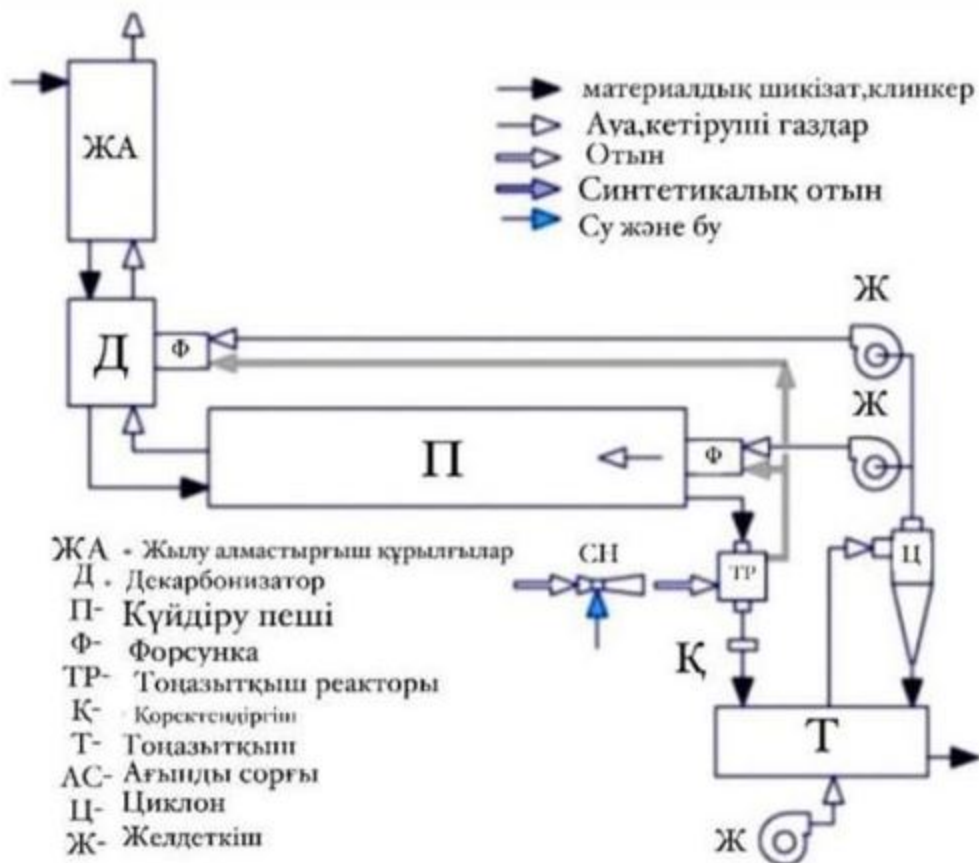 ЖА
материалдық шикізат,клинкер
Ауа,кетіруші газдар
Отын
Синтетикалық отын
Су және бу
Ж
Д
Ф
Ж
П
Ф
СН
ТР
Ц
Қ
Т
Ж
ЖА - Жылу алмастырғыш құрылғылар
Д - Декарбонизатор
П- Күйдіру пеші
Ф- Форсунка
ТР- Тоңазытқыш реакторы
Қ- Коректендіргіш
Т- Тоңазытқыш
АС- Ағынды сорғы
Ц- Циклон
Ж- Желдеткіш